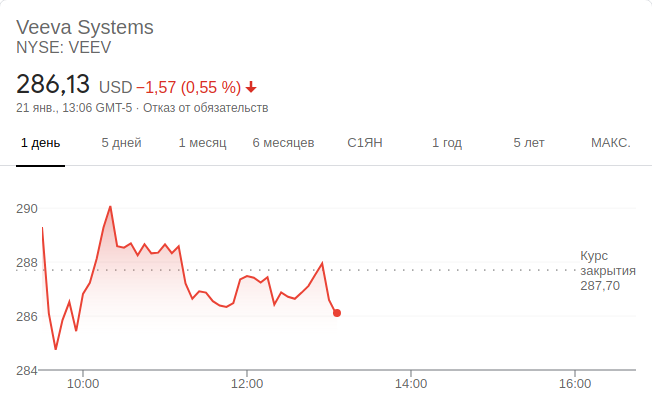 Veeva Systems
NYSE: VEEV
286,13 USD −1,57 (0,55 %)
21 янв., 13:06 GMT-5 · Отказ от обязательств
1 день 5 дней 1 месяц 6 месяцев С1ЯН 1 год 5 лет МАКС.
290
288
286
284
Курс
закрытия
287,70
10:00 12:00 14:00 16:00